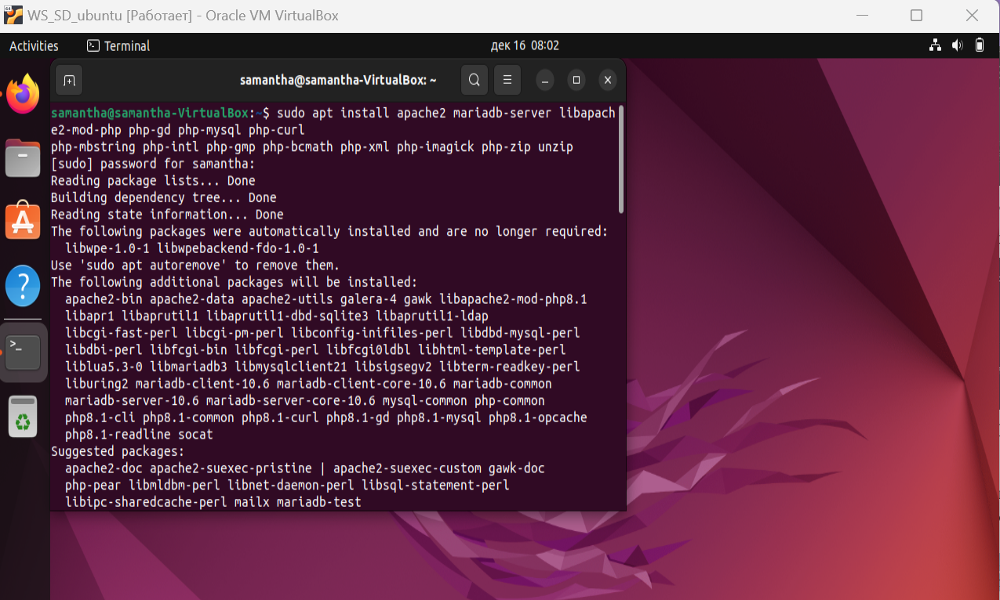 WS_SD_ubuntu [Работает] - Oracle VM VirtualBox
Activities Terminal дек 16 08:02
samantha@samantha-VirtualBox: ~
samantha@samantha-VirtualBox:~$ sudo apt install apache2 mariadb-server libapach
e2-mod-php php-gd php-mysql php-curl
php-mbstring php-intl php-gmp php-bcmath php-xml php-imagick php-zip unzip
[sudo] password for samantha:
Reading package lists... Done
Building dependency tree... Done
Reading state information... Done
The following packages were automatically installed and are no longer required:
libwpe-1.0-1 libwpebackend-fdo-1.0-1
Use 'sudo apt autoremove' to remove them.
The following additional packages will be installed:
apache2-bin apache2-data apache2-utils galera-4 gawk libapache2-mod-php8.1
libapr1 libaprutil1 libaprutil1-dbd-sqlite3 libaprutil1-ldap
libcgi-fast-perl libcgi-pm-perl libconfig-inifiles-perl libdbd-mysql-perl
libdbi-perl libfcgi-bin libfcgi-perl libfcgi0ldbl libhtml-template-perl
liblua5.3-0 libmariadb3 libmysqlclient21 libsigsegv2 libterm-readkey-perl
liburing2 mariadb-client-10.6 mariadb-client-core-10.6 mariadb-common
mariadb-server-10.6 mariadb-server-core-10.6 mysql-common php-common
php8.1-cli php8.1-common php8.1-curl php8.1-gd php8.1-mysql php8.1-opcache
php8.1-readline socat
Suggested packages:
apache2-doc apache2-suexec-pristine | apache2-suexec-custom gawk-doc
php-pear libmldbm-perl libnet-daemon-perl libsql-statement-perl
libipc-sharedcache-perl mailx mariadb-test